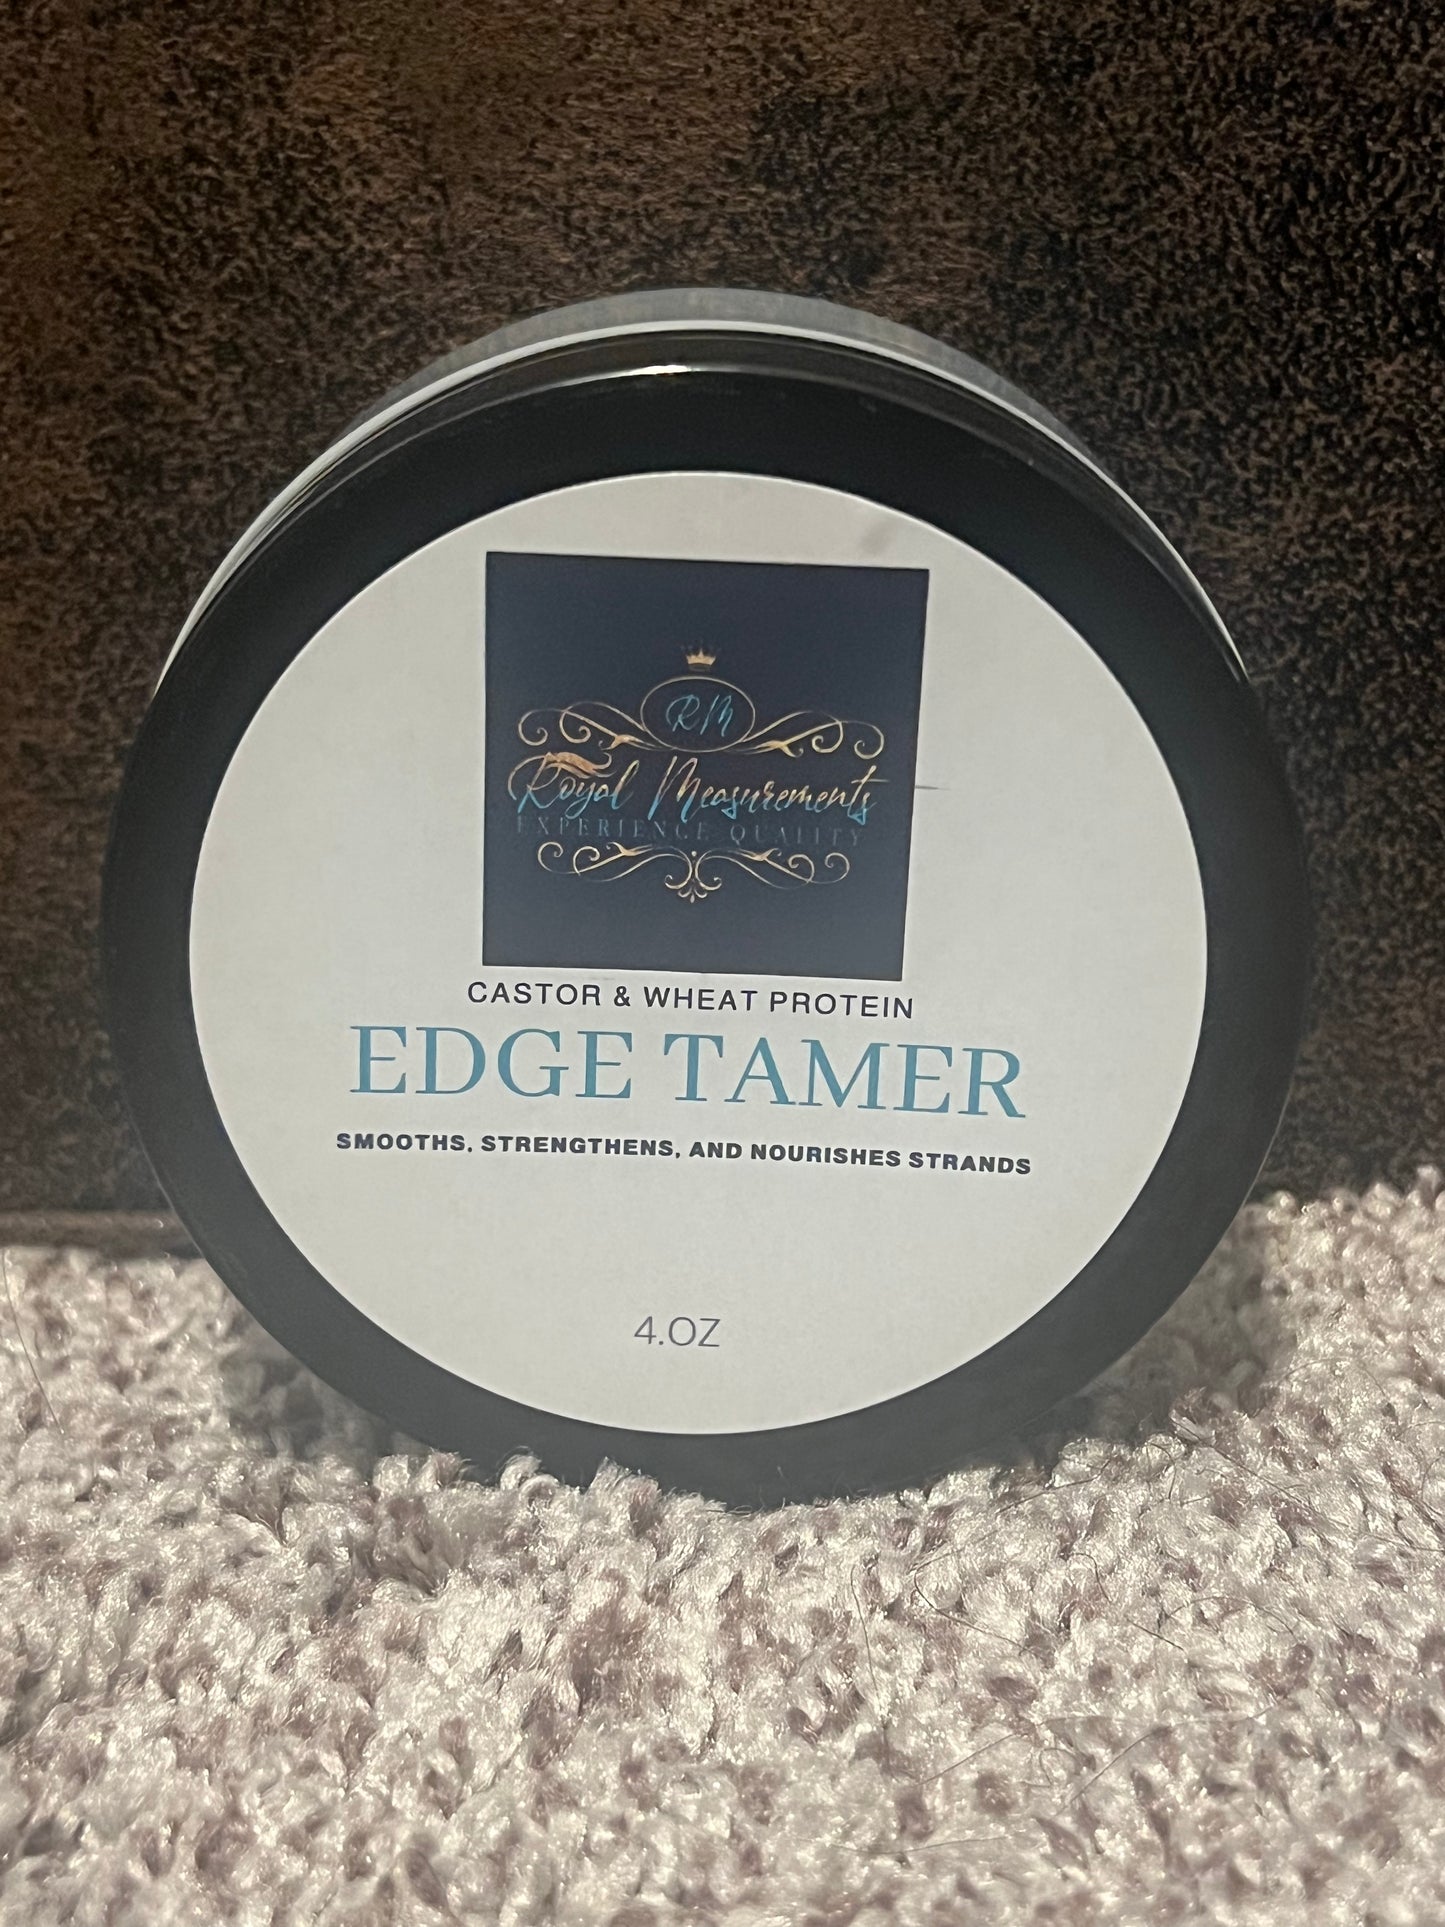 RM
Royal Measurements
EXPERIENCE QUALITY
CASTOR & WHEAT PROTEIN
EDGE TAMER
SMOOTHS, STRENGTHENS, AND NOURISHES STRANDS
4.OZ